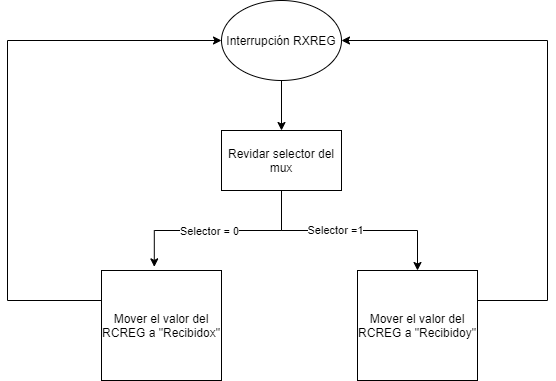 Interrupción RXREG
Revidar selector del
mux
Selector = 0
Selector =1
Mover el valor del
RCREG a "Recibidox"
Mover el valor del
RCREG a "Recibidoy"